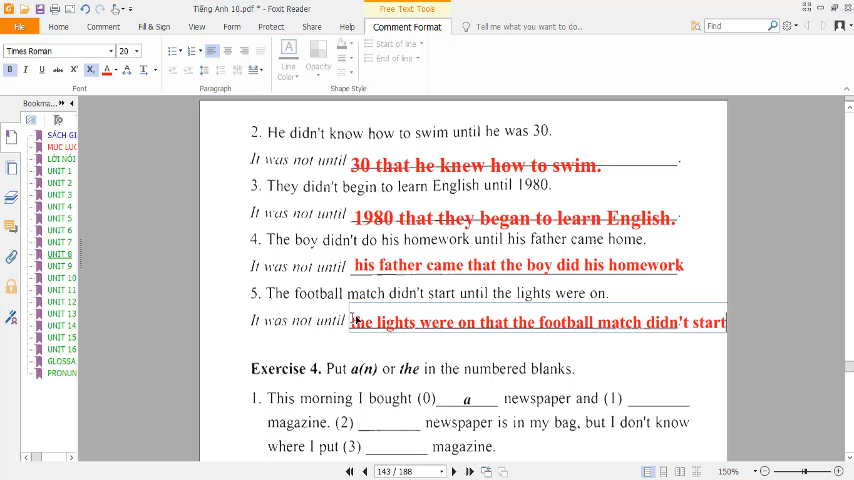 Tiếng Anh 10.pdf * - Foxit Reader
Free Text Tools
File
Home
Comment
Fill & Sign
View
Form
Protect
Share
Help
Comment Format
Tell me what you want to do...
Find
Times Roman
20
Font
Paragraph
Line
Color
Opacity
Start of line
End of line
Shape Style
Bookma...
SÁCH GI
MỤC LỤC
LỜI NÓI
UNIT 1
UNIT 2
UNIT 3
UNIT 4
UNIT 5
UNIT 6
UNIT 7
UNIT 8
UNIT 9
UNIT 10
UNIT 11
UNIT 12
UNIT 13
UNIT 14
UNIT 15
UNIT 16
GLOSSA
PRONUN
2. He didn't know how to swim until he was 30.
It was not until 30 that he knew how to swim.
3. They didn't begin to learn English until 1980.
It was not until 1980 that they began to learn English.
4. The boy didn't do his homework until his father came home.
It was not until his father came that the boy did his homework
5. The football match didn't start until the lights were on.
It was not until the lights were on that the football match didn't start
Exercise 4. Put a(n) or the in the numbered blanks.
1. This morning I bought (0) a newspaper and (1) ________
magazine. (2) ________ newspaper is in my bag, but I don't know
where I put (3) ________ magazine.
143 / 188
150%